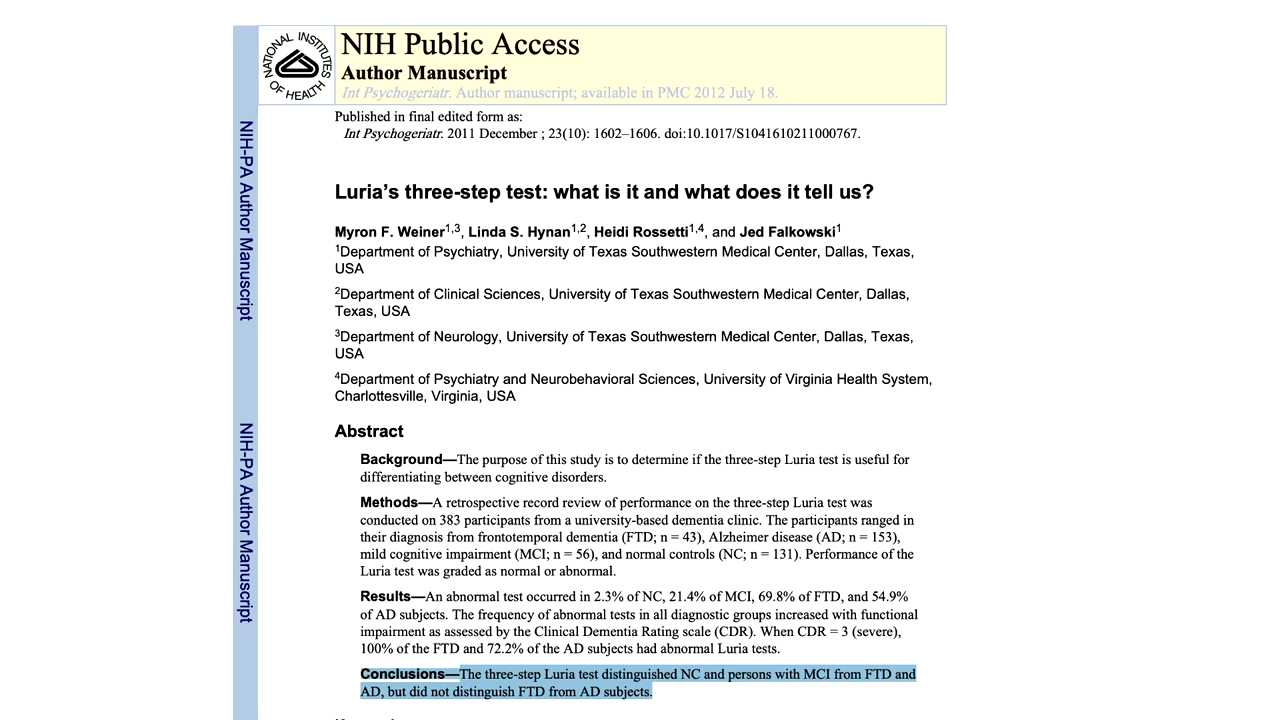 NATIONAL INSTITUTES OF HEALTH
NIH Public Access
Author Manuscript
Int Psychogeriatr. Author manuscript; available in PMC 2012 July 18.
Published in final edited form as:
Int Psychogeriatr. 2011 December ; 23(10): 1602–1606. doi:10.1017/S1041610211000767.
NIH-PA Author Manuscript
NIH-PA Author Manuscript
Luria’s three-step test: what is it and what does it tell us?
Myron F. Weiner1,3, Linda S. Hynan1,2, Heidi Rossetti1,4, and Jed Falkowski1
1Department of Psychiatry, University of Texas Southwestern Medical Center, Dallas, Texas,
USA
2Department of Clinical Sciences, University of Texas Southwestern Medical Center, Dallas,
Texas, USA
3Department of Neurology, University of Texas Southwestern Medical Center, Dallas, Texas,
USA
4Department of Psychiatry and Neurobehavioral Sciences, University of Virginia Health System,
Charlottesville, Virginia, USA
Abstract
Background—The purpose of this study is to determine if the three-step Luria test is useful for
differentiating between cognitive disorders.
Methods—A retrospective record review of performance on the three-step Luria test was
conducted on 383 participants from a university-based dementia clinic. The participants ranged in
their diagnosis from frontotemporal dementia (FTD; n = 43), Alzheimer disease (AD; n = 153),
mild cognitive impairment (MCI; n = 56), and normal controls (NC; n = 131). Performance of the
Luria test was graded as normal or abnormal.
Results—An abnormal test occurred in 2.3% of NC, 21.4% of MCI, 69.8% of FTD, and 54.9%
of AD subjects. The frequency of abnormal tests in all diagnostic groups increased with functional
impairment as assessed by the Clinical Dementia Rating scale (CDR). When CDR = 3 (severe),
100% of the FTD and 72.2% of the AD subjects had abnormal Luria tests.
Conclusions—The three-step Luria test distinguished NC and persons with MCI from FTD and
AD, but did not distinguish FTD from AD subjects.